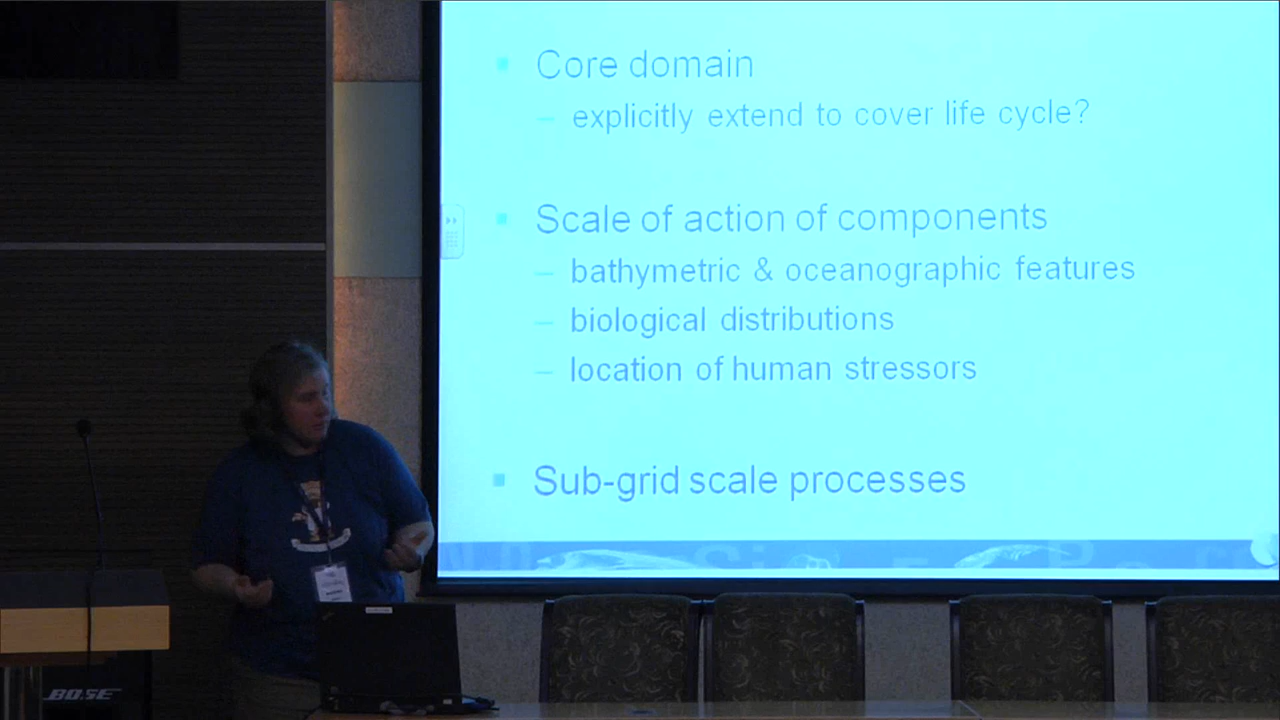 Core domain
– explicitly extend to cover life cycle?
Scale of action of components
– bathymetric & oceanographic features
– biological distributions
– location of human stressors
Sub-grid scale processes
BOSE